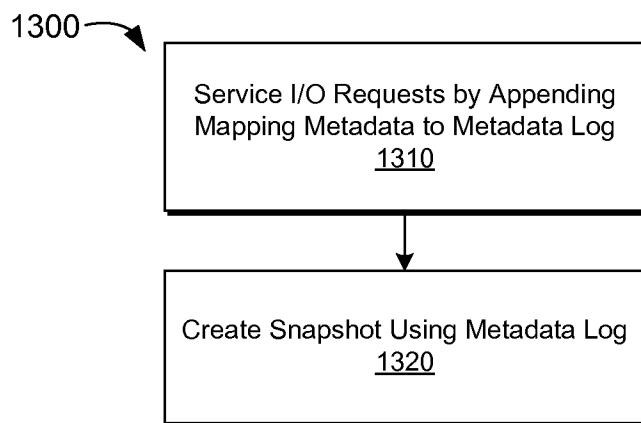 1300
Service I/O Requests by Appending
Mapping Metadata to Metadata Log
1310
Create Snapshot Using Metadata Log
1320